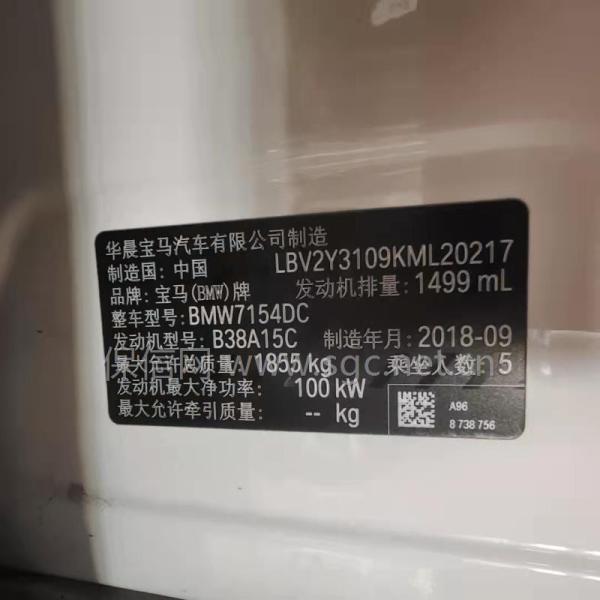 华晨宝马汽车有限公司制造
制造国: 中国 LBV2Y3109KML20217
品牌: 宝马(BMW)牌 发动机排量: 1499 mL
整车型号: BMW7154DC
发动机型号: B38A15C 制造年月: 2018-09
最大允许总质量: 1855 kg 乘坐人数: 5
发动机最大净功率: 100 kW
最大允许牵引质量: -- kg
A96
8 738 756